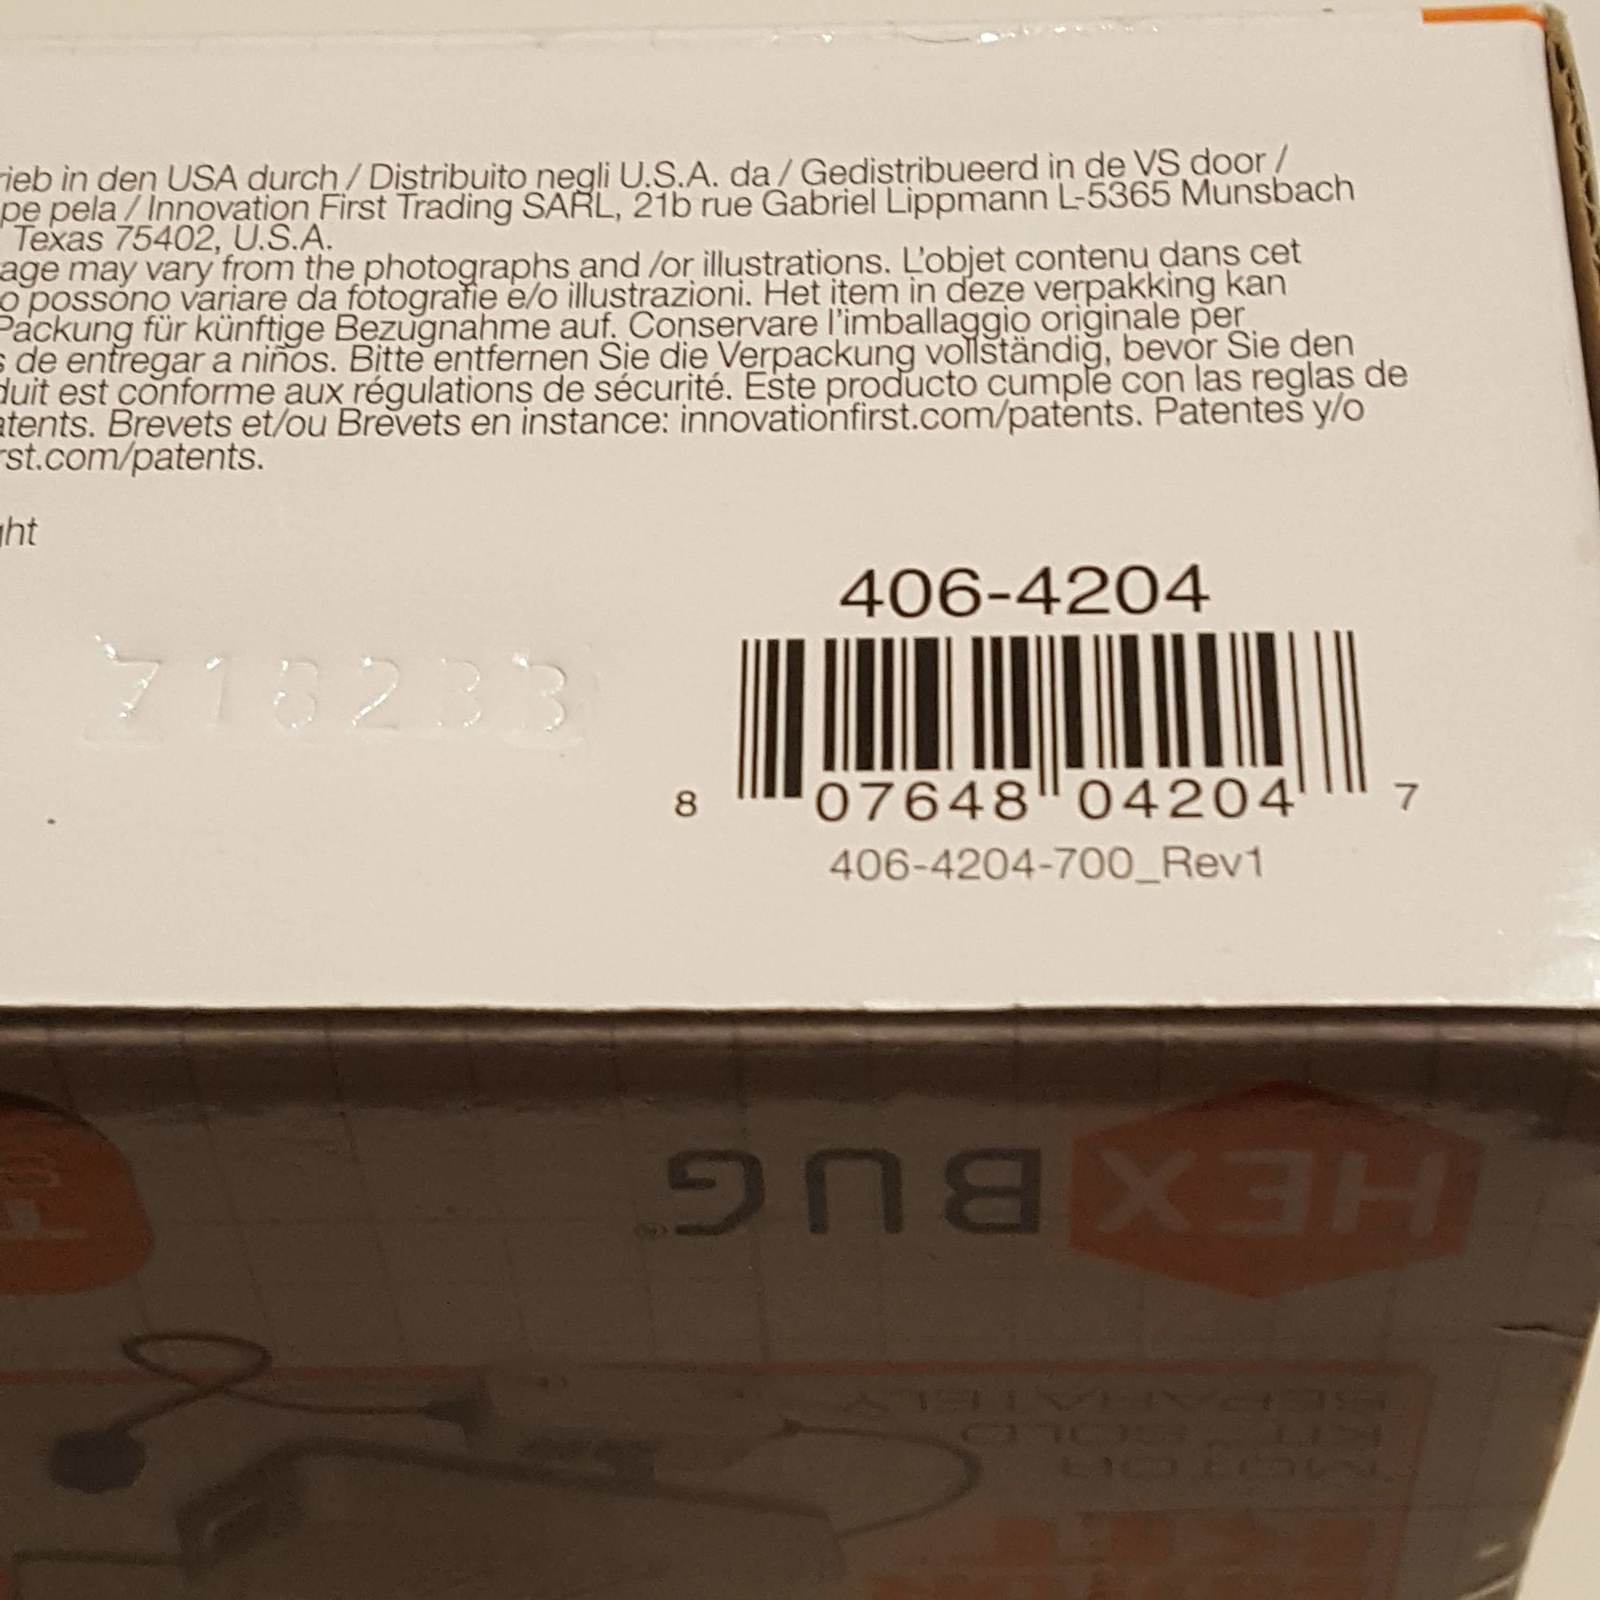 rieb in den USA durch / Distribuito negli U.S.A. da / Gedistribueerd in de VS door /
pe pela / Innovation First Trading SARL, 21b rue Gabriel Lippmann L-5365 Munsbach
Texas 75402, U.S.A.
age may vary from the photographs and /or illustrations. L'objet contenu dans cet
o possono variare da fotografie e/o illustrazioni. Het item in deze verpakking kan
Packung für künftige Bezugnahme auf. Conservare l'imballaggio originale per
s de entregar a niños. Bitte entfernen Sie die Verpackung vollständig, bevor Sie den
duit est conforme aux régulations de sécurité. Este producto cumple con las reglas de
atents. Brevets et/ou Brevets en instance: innovationfirst.com/patents. Patentes y/o
rst.com/patents.
ght
406-4204
8 07648 04204 7
406-4204-700_Rev1
HEX BUG
MOTOR
KIT SOLD
SEPARATELY